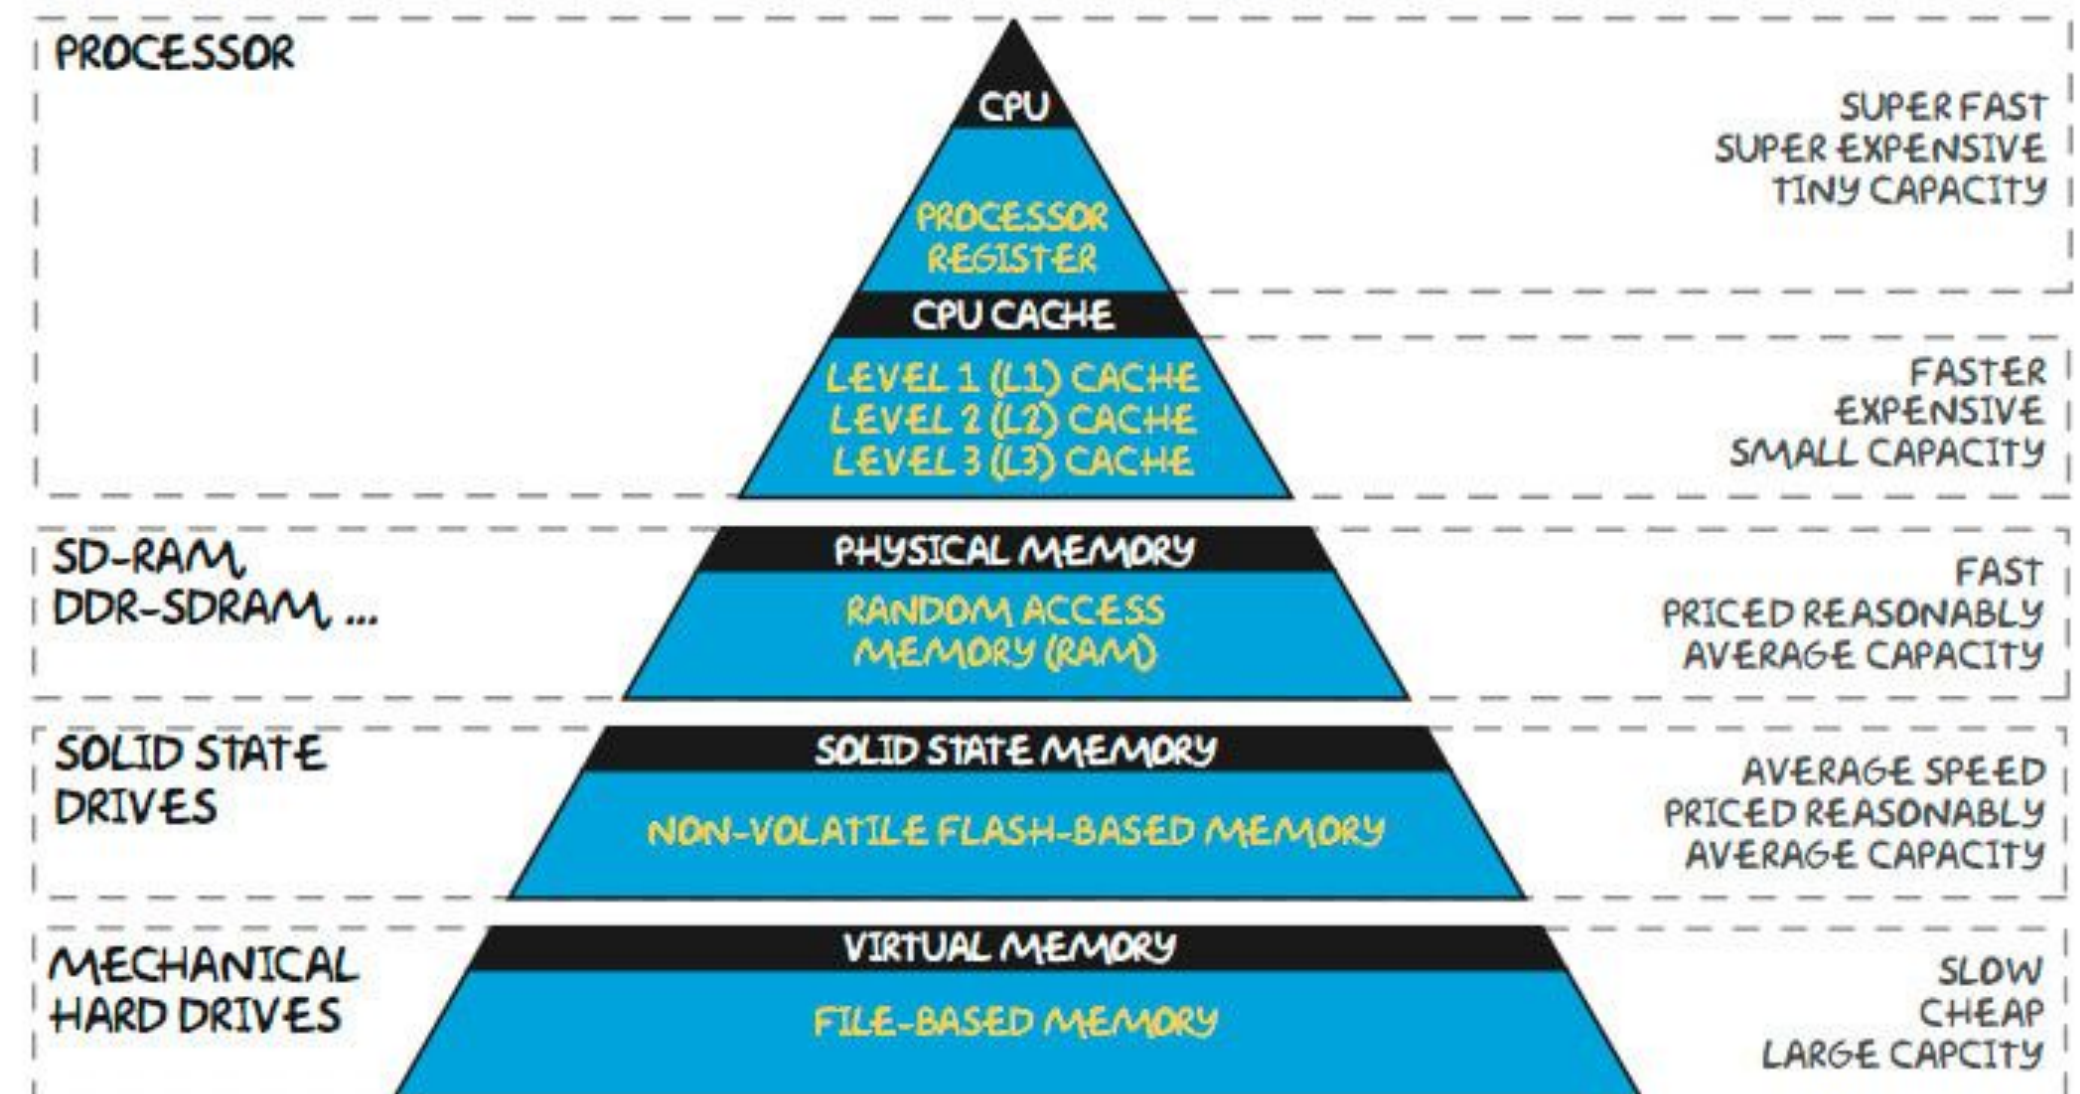 PROCESSOR
CPU
PROCESSOR
REGISTER
SUPER FAST
SUPER EXPENSIVE
TINY CAPACITY
CPU CACHE
LEVEL 1 (L1) CACHE
LEVEL 2 (L2) CACHE
LEVEL 3 (L3) CACHE
FASTER
EXPENSIVE
SMALL CAPACITY
SD-RAM,
DDR-SDRAM, ...
PHYSICAL MEMORY
RANDOM ACCESS
MEMORY (RAM)
FAST
PRICED REASONABLY
AVERAGE CAPACITY
SOLID STATE
DRIVES
SOLID STATE MEMORY
NON-VOLATILE FLASH-BASED MEMORY
AVERAGE SPEED
PRICED REASONABLY
AVERAGE CAPACITY
MECHANICAL
HARD DRIVES
VIRTUAL MEMORY
FILE-BASED MEMORY
SLOW
CHEAP
LARGE CAPCITY